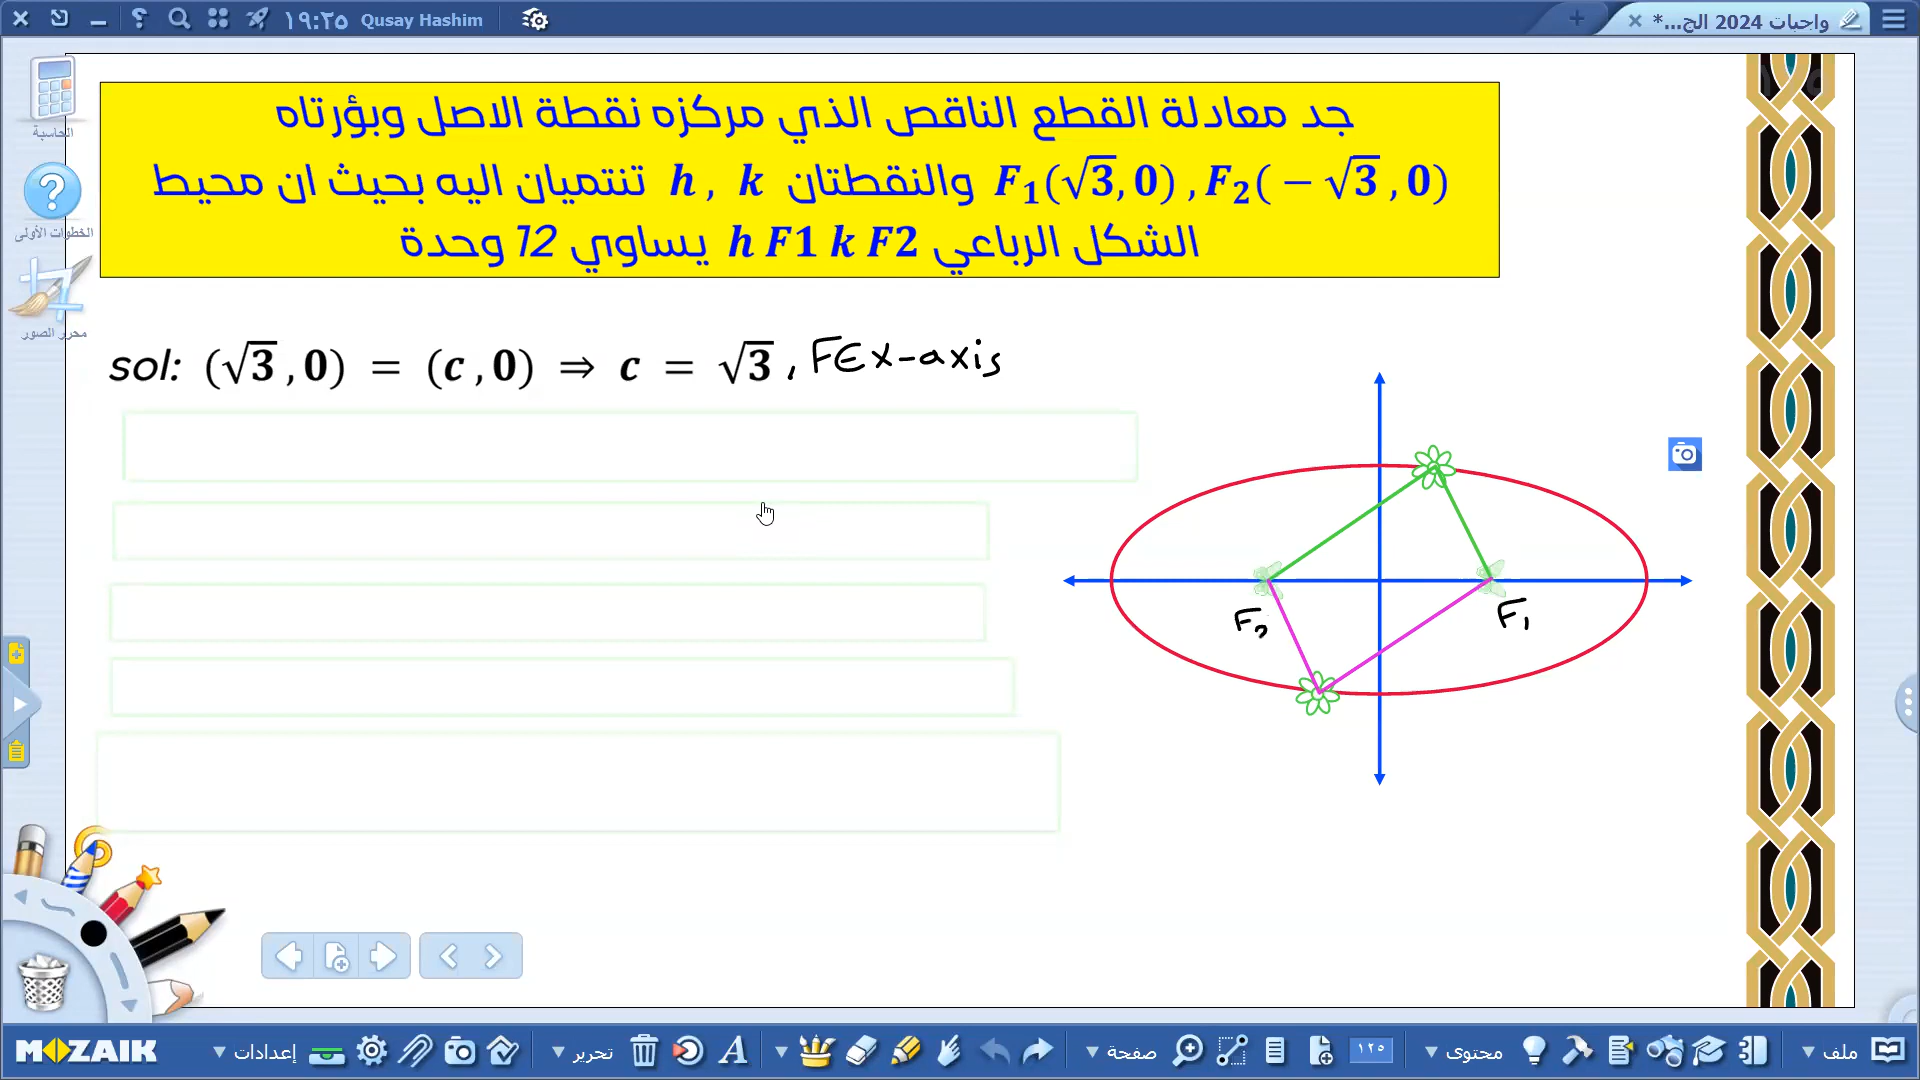 ١٩:٢٥ Qusay Hashim
واجبات 2024 الج...*
جد معادلة القطع الناقص الذي مركزه نقطة الاصل وبؤرتاه
F₁(√3,0) , F₂(−√3,0) والنقطتان h , k تنتميان اليه بحيث ان محيط
الشكل الرباعي h F1 k F2 يساوي 12 وحدة
الحاسبة
الخطوات الأولى
محرر الصور
sol: (√3,0) = (c,0) ⇒ c = √3 , F∈x-axis
F₂
F₁
MOZAIK
إعدادات
تحرير
A
صفحة
١٢٥
محتوى
ملف